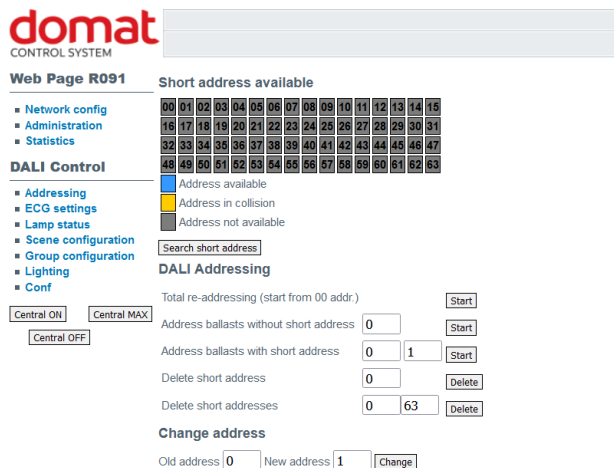 domat
CONTROL SYSTEM
Web Page R091
Network config
Administration
Statistics
DALI Control
Addressing
ECG settings
Lamp status
Scene configuration
Group configuration
Lighting
Conf
Central ON Central MAX
Central OFF
Short address available
00 01 02 03 04 05 06 07 08 09 10 11 12 13 14 15
16 17 18 19 20 21 22 23 24 25 26 27 28 29 30 31
32 33 34 35 36 37 38 39 40 41 42 43 44 45 46 47
48 49 50 51 52 53 54 55 56 57 58 59 60 61 62 63
Address available
Address in collision
Address not available
Search short address
DALI Addressing
Total re-addressing (start from 00 addr.) Start
Address ballasts without short address 0 Start
Address ballasts with short address 0 1 Start
Delete short address 0 Delete
Delete short addresses 0 63 Delete
Change address
Old address 0 New address 1 Change